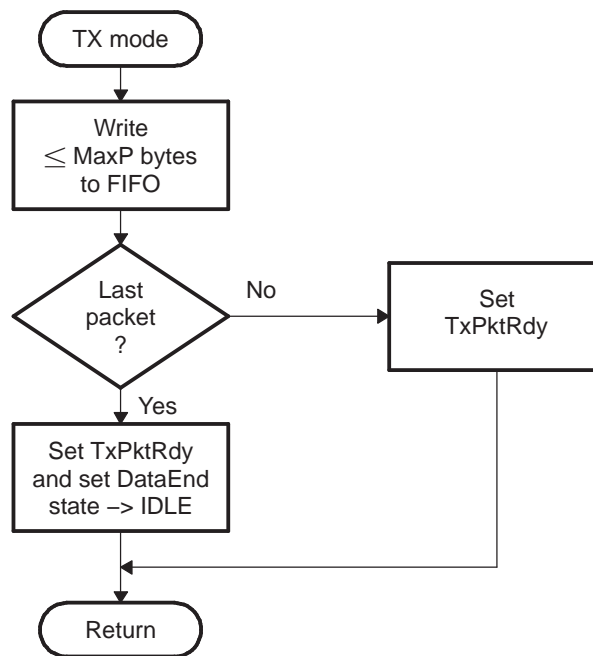 TX mode
Write
≤ MaxP bytes
to FIFO
Last
packet
?
No
Set
TxPktRdy
Yes
Set TxPktRdy
and set DataEnd
state −> IDLE
Return